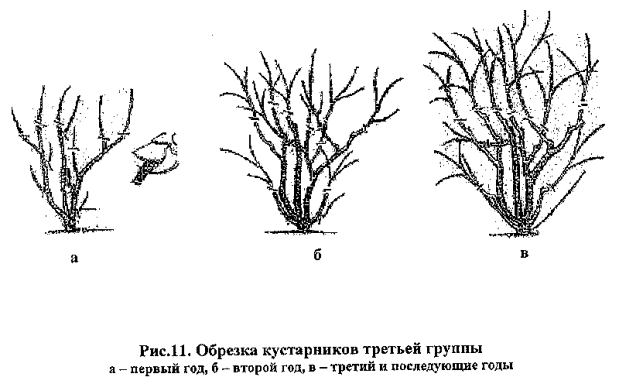 а
б
в
Рис.11. Обрезка кустарников третьей группы
а – первый год, б – второй год, в – третий и последующие годы